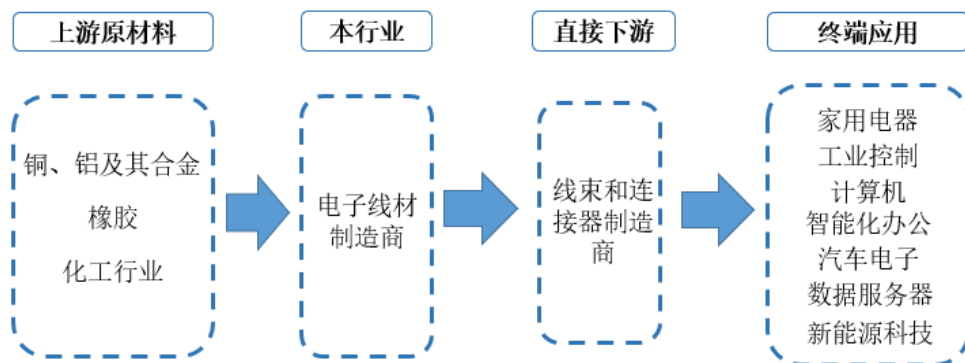 上游原材料
本行业
直接下游
终端应用
铜、铝及其合金
橡胶
化工行业
电子线材
制造商
线束和连
接器制造
商
家用电器
工业控制
计算机
智能化办公
汽车电子
数据服务器
新能源科技